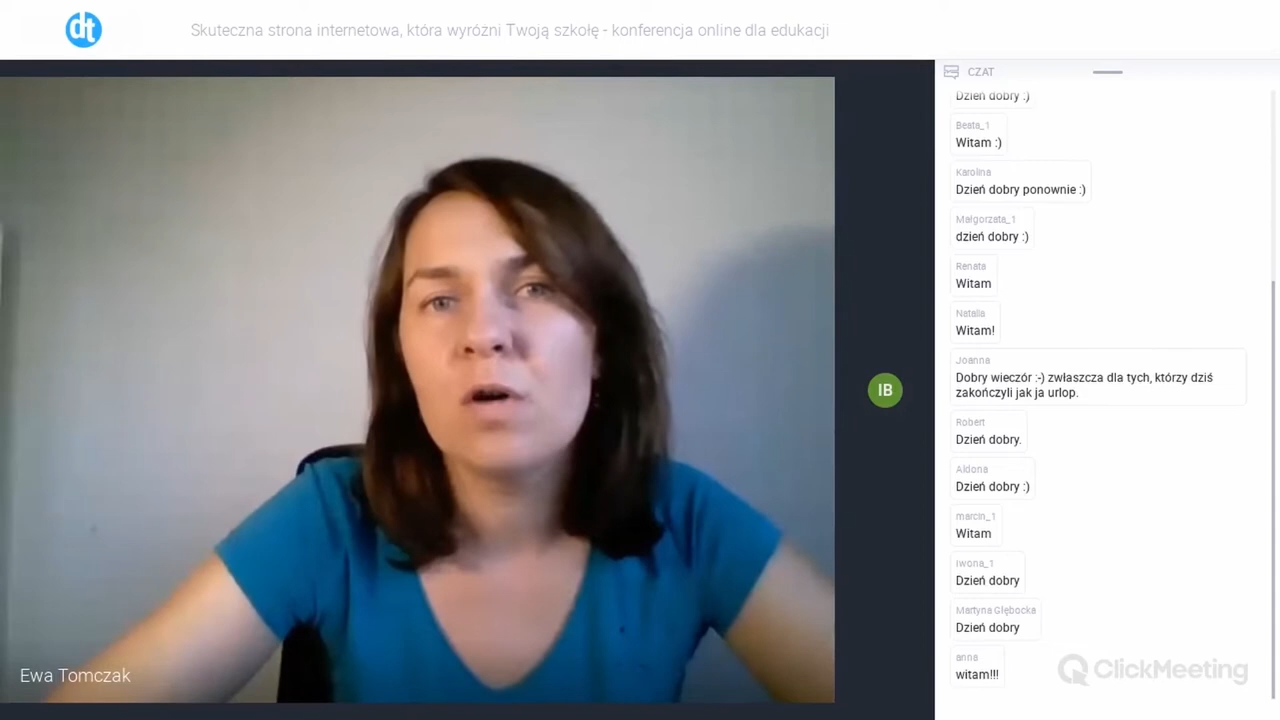 dt
Skuteczna strona internetowa, która wyróżni Twoją szkołę - konferencja online dla edukacji
Ewa Tomczak
IB
CZAT
Dzień dobry :)
Beata_1
Witam :)
Karolina
Dzień dobry ponownie :)
Małgorzata_1
dzień dobry :)
Renata
Witam
Natalia
Witam!
Joanna
Dobry wieczór :-) zwłaszcza dla tych, którzy dziś
zakończyli jak ja urlop.
Robert
Dzień dobry.
Aldona
Dzień dobry :)
marcin_1
Witam
Iwona_1
Dzień dobry
Martyna Głębocka
Dzień dobry
anna
witam!!!
ClickMeeting